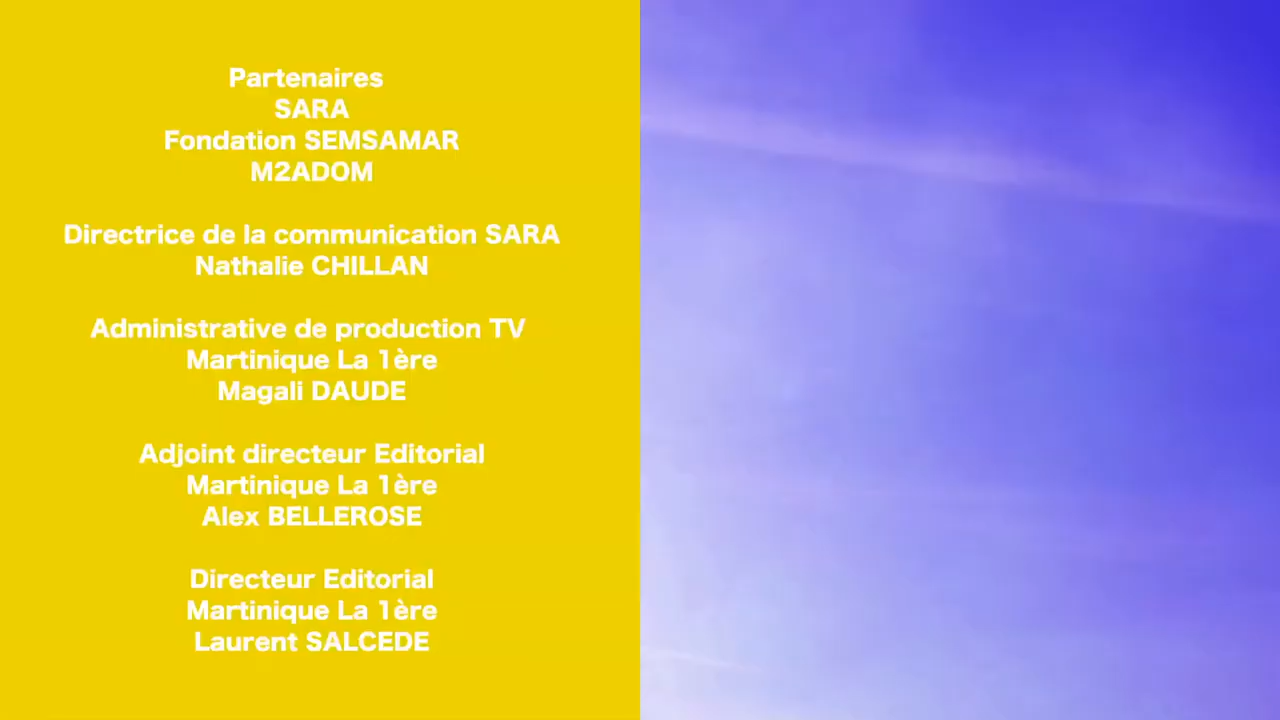 Partenaires
SARA
Fondation SEMSAMAR
M2ADOM
Directrice de la communication SARA
Nathalie CHILLAN
Administrative de production TV
Martinique La 1ère
Magali DAUDE
Adjoint directeur Editorial
Martinique La 1ère
Alex BELLEROSE
Directeur Editorial
Martinique La 1ère
Laurent SALCEDE